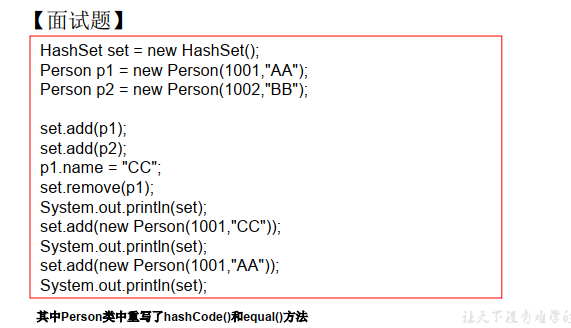 【面试题】
HashSet set = new HashSet();
Person p1 = new Person(1001,"AA");
Person p2 = new Person(1002,"BB");
set.add(p1);
set.add(p2);
p1.name = "CC";
set.remove(p1);
System.out.println(set);
set.add(new Person(1001,"CC"));
System.out.println(set);
set.add(new Person(1001,"AA"));
System.out.println(set);
其中Person类中重写了hashCode()和equal()方法
让天下没有难学的